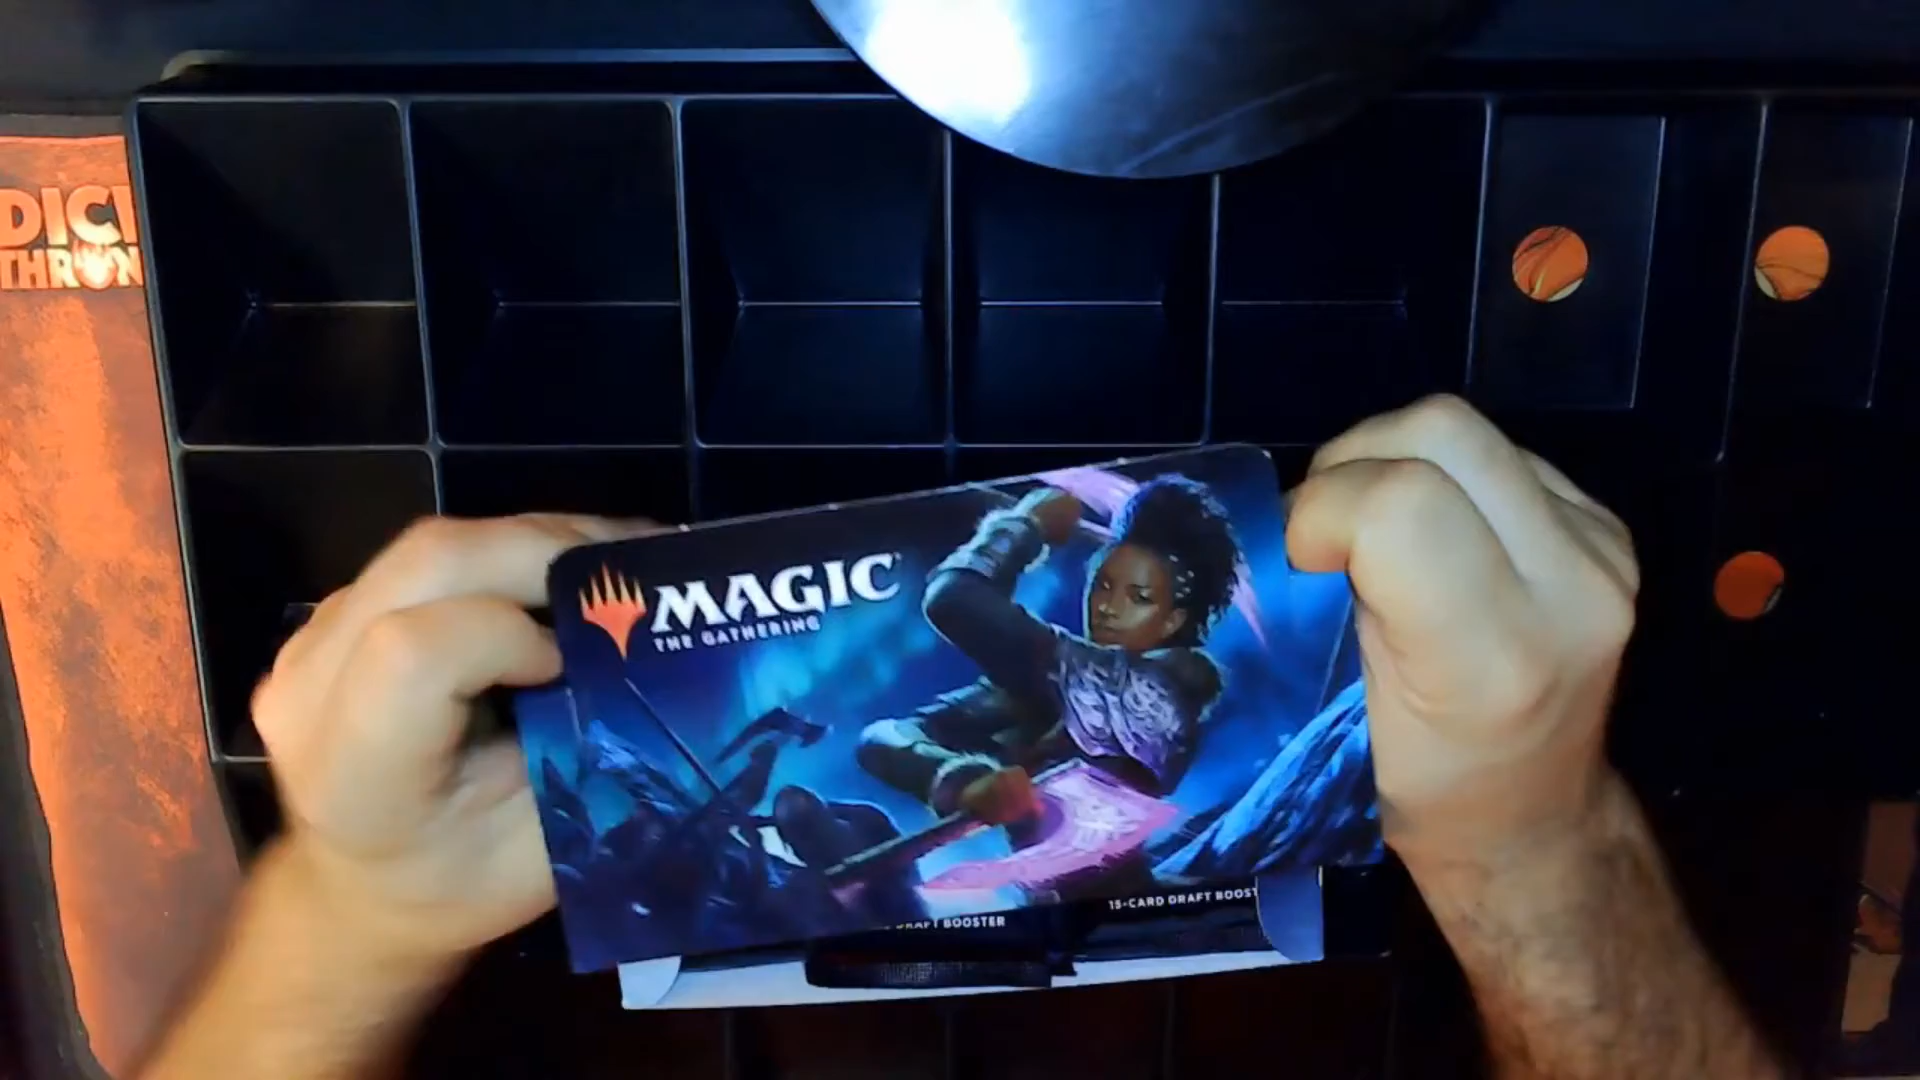 DICE
THRON
MAGIC
THE GATHERING
15-CARD DRAFT BOOST
DRAFT BOOSTER